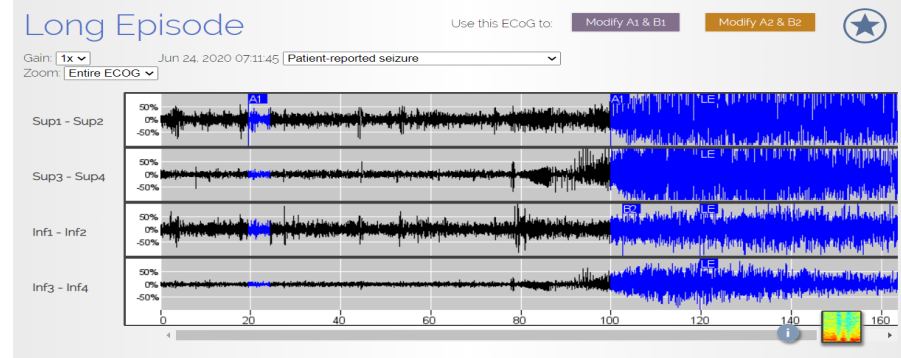 Long Episode
Use this ECoG to: Modify A1 & B1 Modify A2 & B2
Gain: 1x Jun 24, 2020 07:11:45 Patient-reported seizure
Zoom: Entire ECOG
Sup1 - Sup2 50% 0% -50% A1 A1 LE
Sup3 - Sup4 50% 0% -50% LE
Inf1 - Inf2 50% 0% -50% B2 LE
Inf3 - Inf4 50% 0% -50% LE
0 20 40 60 80 100 120 140 160
i